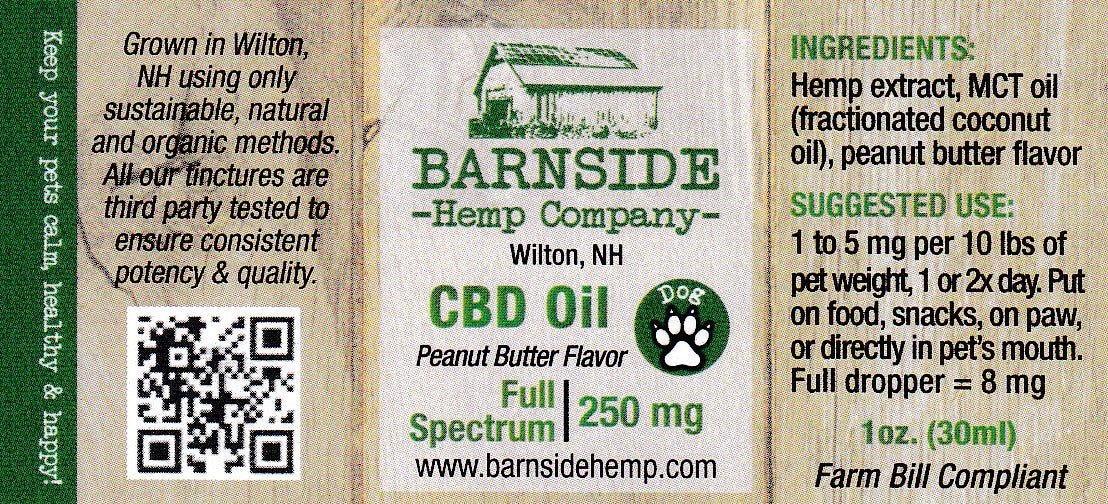 Keep your pets calm, healthy & happy!
Grown in Wilton,
NH using only
sustainable, natural
and organic methods.
All our tinctures are
third party tested to
ensure consistent
potency & quality.
BARNSIDE
-Hemp Company-
Wilton, NH
CBD Oil
Dog
Peanut Butter Flavor
Full
Spectrum
250 mg
www.barnsidehemp.com
INGREDIENTS:
Hemp extract, MCT oil
(fractionated coconut
oil), peanut butter flavor
SUGGESTED USE:
1 to 5 mg per 10 lbs of
pet weight, 1 or 2x day. Put
on food, snacks, on paw,
or directly in pet's mouth.
Full dropper = 8 mg
1oz. (30ml)
Farm Bill Compliant